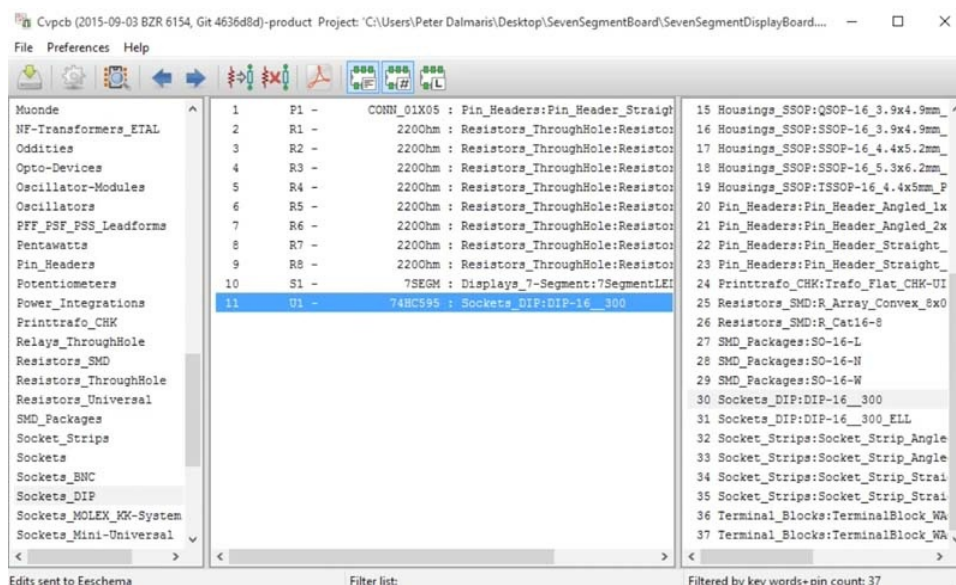 Cvpcb (2015-09-03 BZR 6154, Git 4636d8d)-product Project: 'C:\Users\Peter Dalmaris\Desktop\SevenSegmentBoard\SevenSegmentDisplayBoard....
File Preferences Help
Muonde
NF-Transformers_ETAL
Oddities
Opto-Devices
Oscillator-Modules
Oscillators
PFF_PSF_PSS_Leadforms
Pentawatts
Pin_Headers
Potentiometers
Power_Integrations
Printtrafo_CHK
Relays_ThroughHole
Resistors_SMD
Resistors_ThroughHole
Resistors_Universal
SMD_Packages
Socket_Strips
Sockets
Sockets_BNC
Sockets_DIP
Sockets_MOLEX_KK-System
Sockets_Mini-Universal
1 P1 - CONN_01X05 : Pin_Headers:Pin_Header_Straigh
2 R1 - 220Ohm : Resistors_ThroughHole:Resistor
3 R2 - 220Ohm : Resistors_ThroughHole:Resistor
4 R3 - 220Ohm : Resistors_ThroughHole:Resistor
5 R4 - 220Ohm : Resistors_ThroughHole:Resistor
6 R5 - 220Ohm : Resistors_ThroughHole:Resistor
7 R6 - 220Ohm : Resistors_ThroughHole:Resistor
8 R7 - 220Ohm : Resistors_ThroughHole:Resistor
9 R8 - 220Ohm : Resistors_ThroughHole:Resistor
10 S1 - 7SEGM : Displays_7-Segment:7SegmentLED
11 U1 - 74HC595 : Sockets_DIP:DIP-16__300
15 Housings_SSOP:QSOP-16_3.9x4.9mm_
16 Housings_SSOP:SSOP-16_3.9x4.9mm_
17 Housings_SSOP:SSOP-16_4.4x5.2mm_
18 Housings_SSOP:SSOP-16_5.3x6.2mm_
19 Housings_SSOP:TSSOP-16_4.4x5mm_P
20 Pin_Headers:Pin_Header_Angled_1x
21 Pin_Headers:Pin_Header_Angled_2x
22 Pin_Headers:Pin_Header_Straight_
23 Pin_Headers:Pin_Header_Straight_
24 Printtrafo_CHK:Trafo_Flat_CHK-UI
25 Resistors_SMD:R_Array_Convex_8x0
26 Resistors_SMD:R_Cat16-8
27 SMD_Packages:SO-16-L
28 SMD_Packages:SO-16-N
29 SMD_Packages:SO-16-W
30 Sockets_DIP:DIP-16__300
31 Sockets_DIP:DIP-16__300_ELL
32 Socket_Strips:Socket_Strip_Angle
33 Socket_Strips:Socket_Strip_Angle
34 Socket_Strips:Socket_Strip_Strai
35 Socket_Strips:Socket_Strip_Strai
36 Terminal_Blocks:TerminalBlock_WA
37 Terminal_Blocks:TerminalBlock_WA
Edits sent to Eeschema
Filter list:
Filtered by key words+pin count: 37